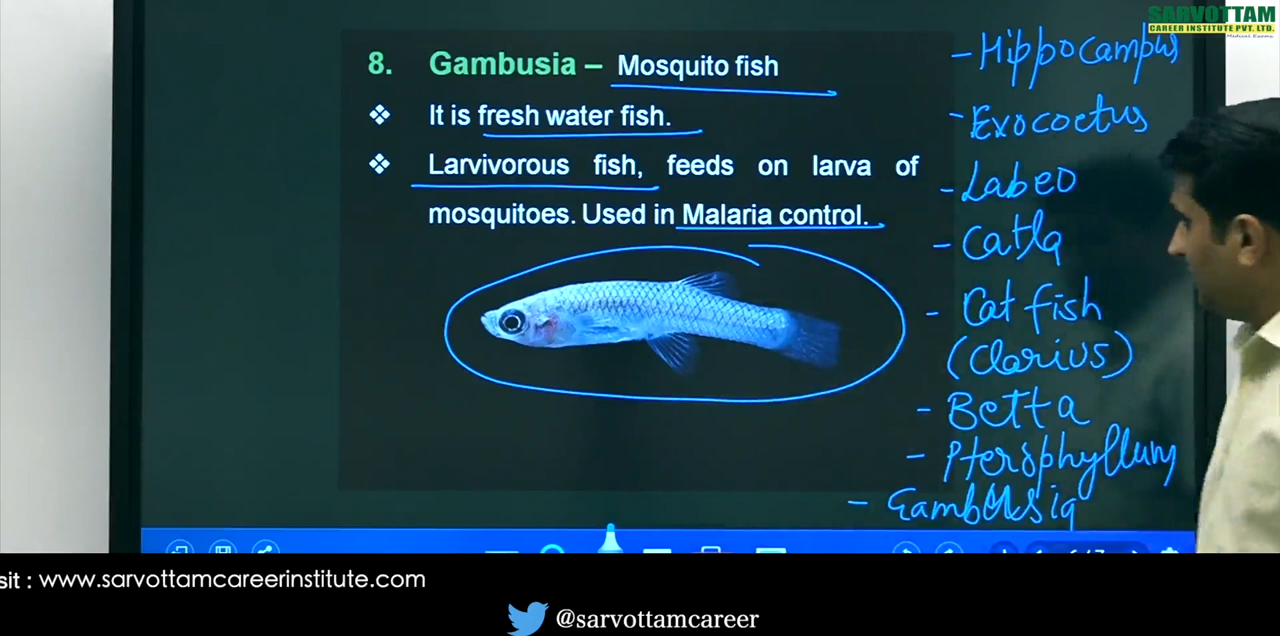 SARVOTTAM
CAREER INSTITUTE PVT. LTD.
Medical Exams
8. Gambusia – Mosquito fish
❖ It is fresh water fish.
❖ Larvivorous fish, feeds on larva of
mosquitoes. Used in Malaria control.
- Hippocampus
- Exocoetus
- Labeo
- Catla
- Cat fish
(Clarius)
- Betta
- Pterophyllum
- Gambusia
sit : www.sarvottamcareerinstitute.com
@sarvottamcareer